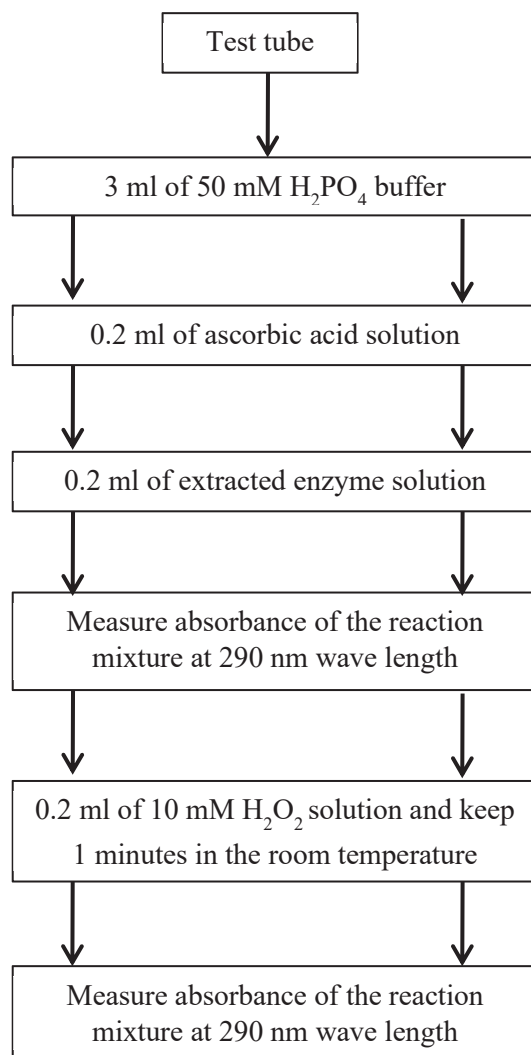 Test tube
3 ml of 50 mM H₂PO₄ buffer
0.2 ml of ascorbic acid solution
0.2 ml of extracted enzyme solution
Measure absorbance of the reaction
mixture at 290 nm wave length
0.2 ml of 10 mM H₂O₂ solution and keep
1 minutes in the room temperature
Measure absorbance of the reaction
mixture at 290 nm wave length